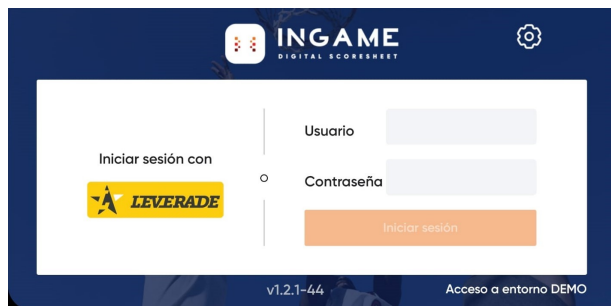 INGAME
DIGITAL SCORESHEET
Iniciar sesión con
LEVERADE
o
Usuario
Contraseña
Iniciar sesión
v1.2.1-44
Acceso a entorno DEMO